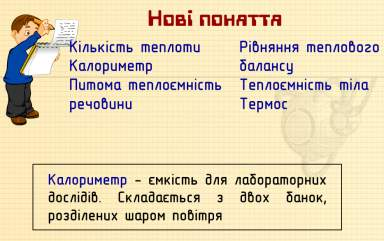 Нові поняття
Кількість теплоти
Калориметр
Питома теплоємність
речовини
Рівняння теплового
балансу
Теплоємність тіла
Термос
Калориметр – ємкість для лабораторних
дослідів. Складається з двох банок,
розділених шаром повітря